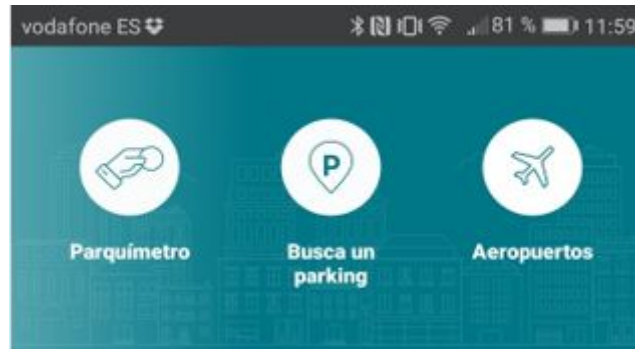 vodafone ES 81 % 11:59
P
Parquímetro
Busca un
parking
Aeropuertos